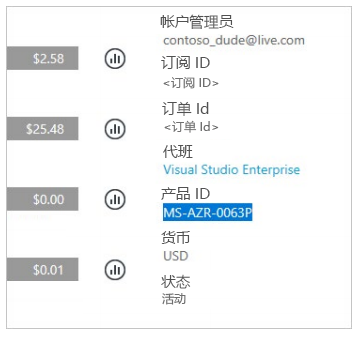 帐户管理员
contoso_dude@live.com
$2.58
订阅 ID
<订阅 ID>
订单 Id
$25.48
<订单 Id>
代班
Visual Studio Enterprise
产品 ID
$0.00
MS-AZR-0063P
货币
USD
$0.01
状态
活动